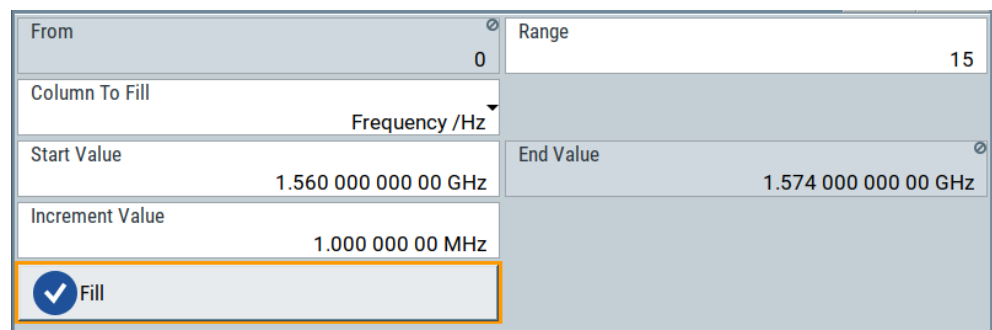 From
0
Range
15
Column To Fill
Frequency /Hz
Start Value
1.560 000 000 00 GHz
End Value
1.574 000 000 00 GHz
Increment Value
1.000 000 00 MHz
Fill